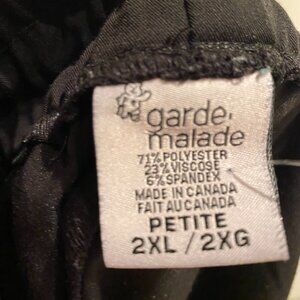 garde.
malade
71% POLYESTER
23% VISCOSE
6% SPANDEX
MADE IN CANADA
FAIT AU CANADA
PETITE
2XL / 2XG